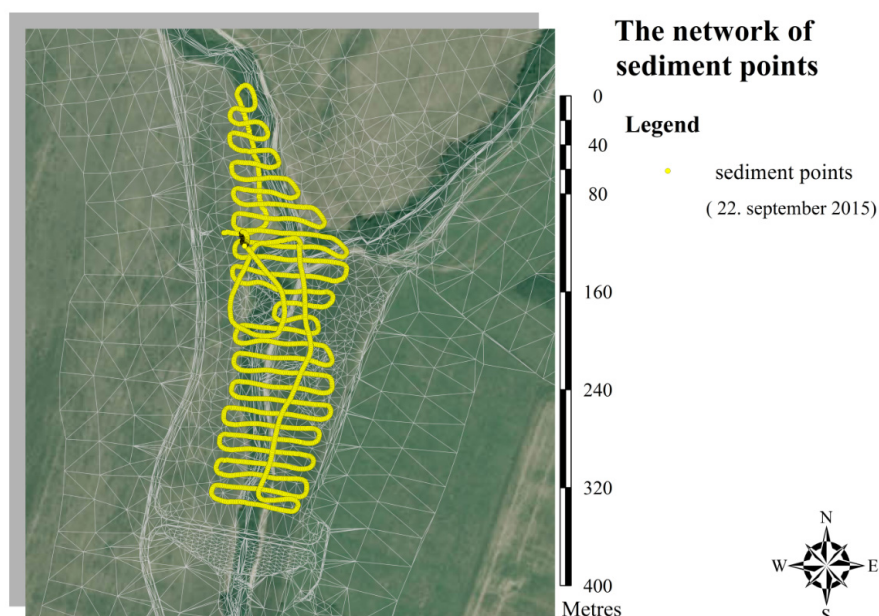 The network of
sediment points
Legend
sediment points
( 22. september 2015)
0
40
80
160
240
320
400
Metres
N
W
E
S